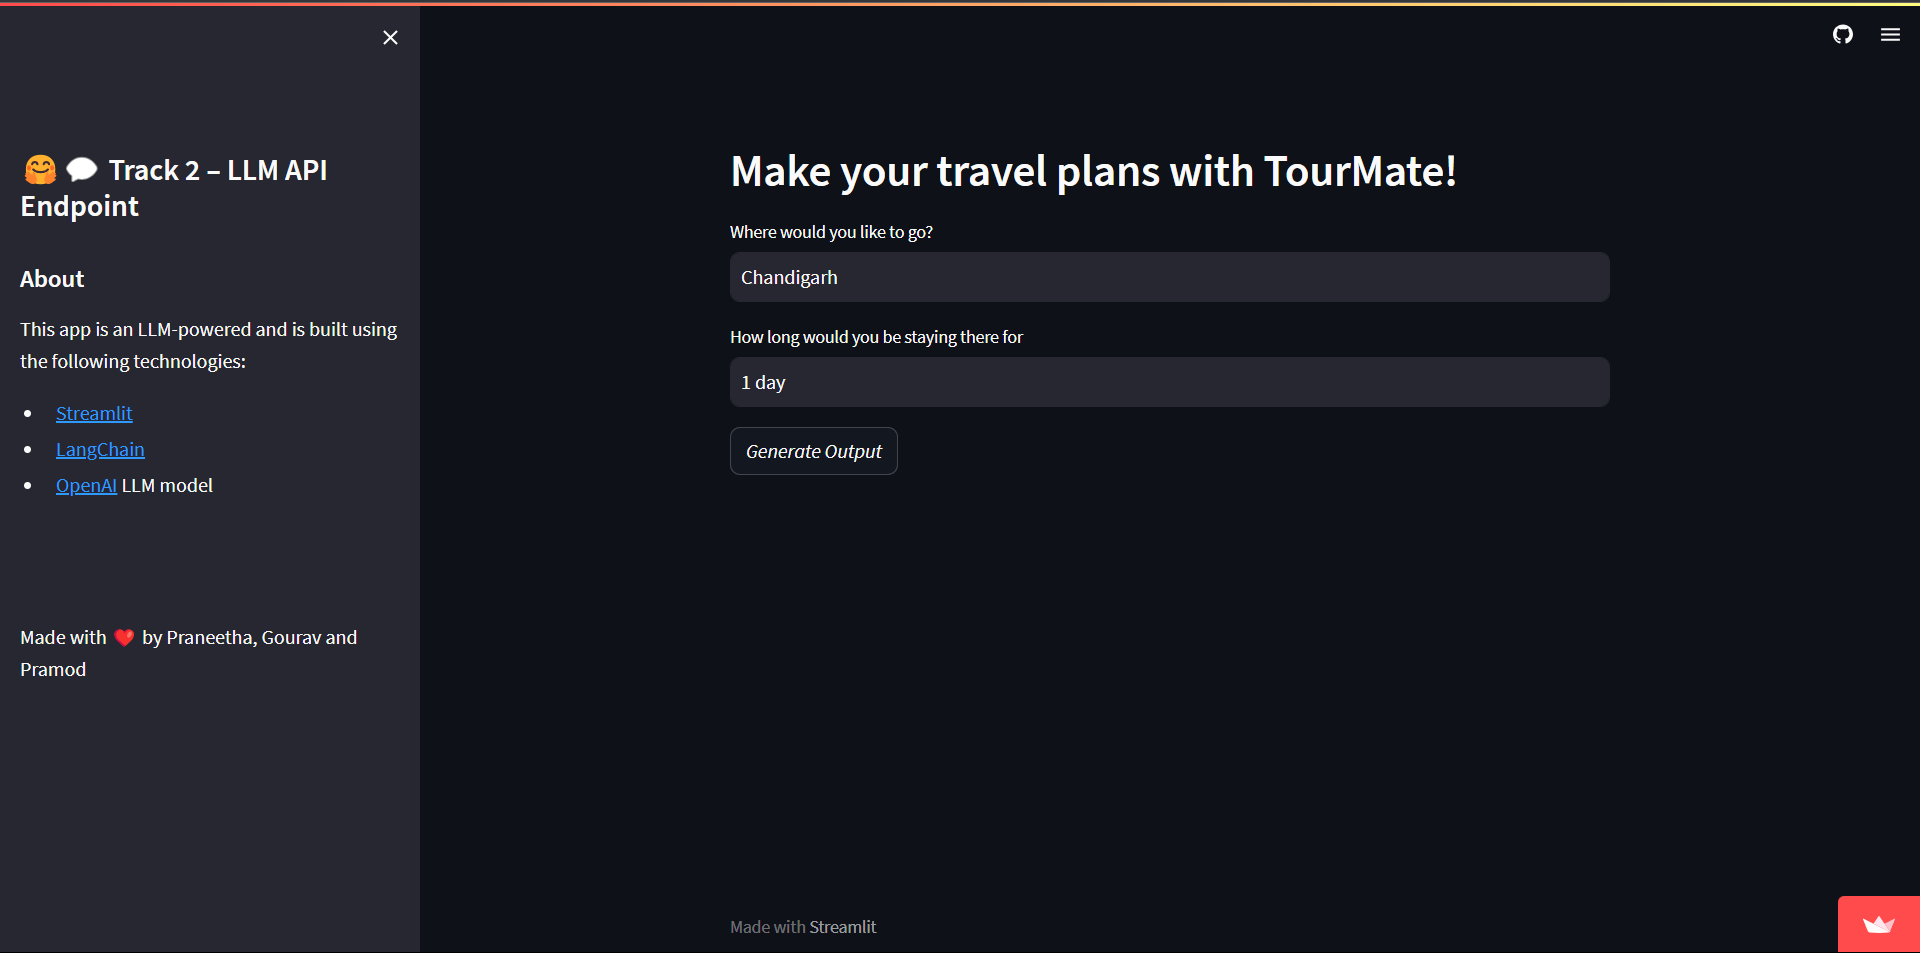 🤗💬 Track 2 – LLM API
Endpoint
About
This app is an LLM-powered and is built using
the following technologies:
• Streamlit
• LangChain
• OpenAI LLM model
Made with ❤️ by Praneetha, Gourav and
Pramod
Make your travel plans with TourMate!
Where would you like to go?
Chandigarh
How long would you be staying there for
1 day
Generate Output
Made with Streamlit